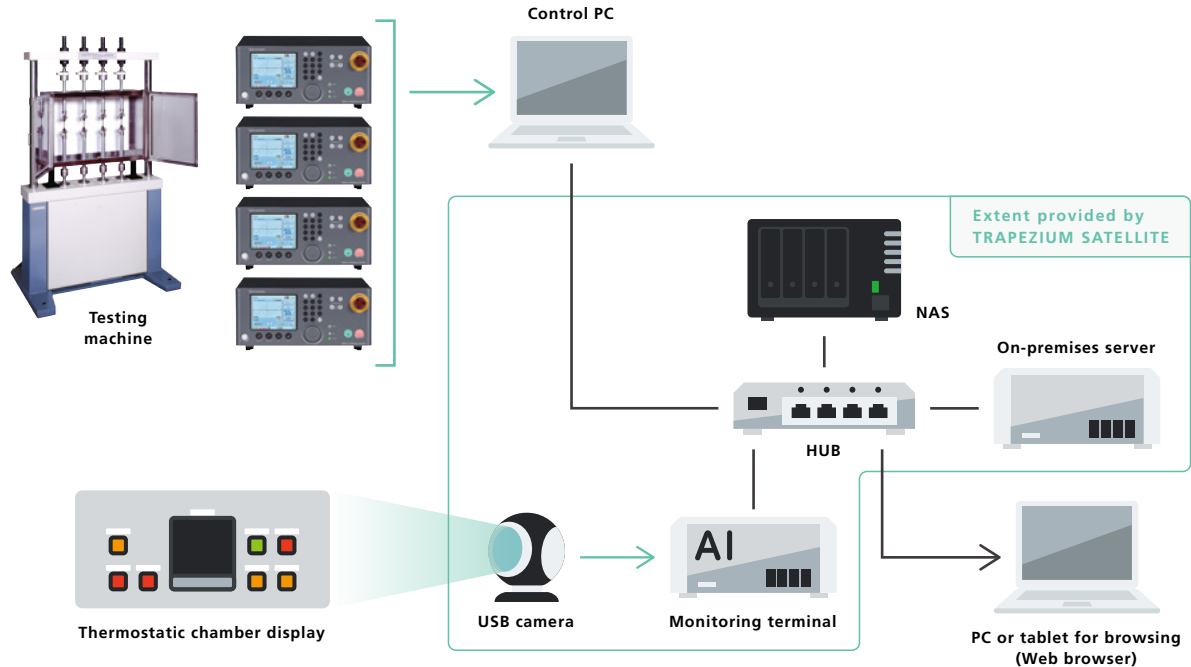 Control PC
Testing
machine
Extent provided by
TRAPEZIUM SATELLITE
NAS
On-premises server
HUB
AI
Thermostatic chamber display
USB camera
Monitoring terminal
PC or tablet for browsing
(Web browser)